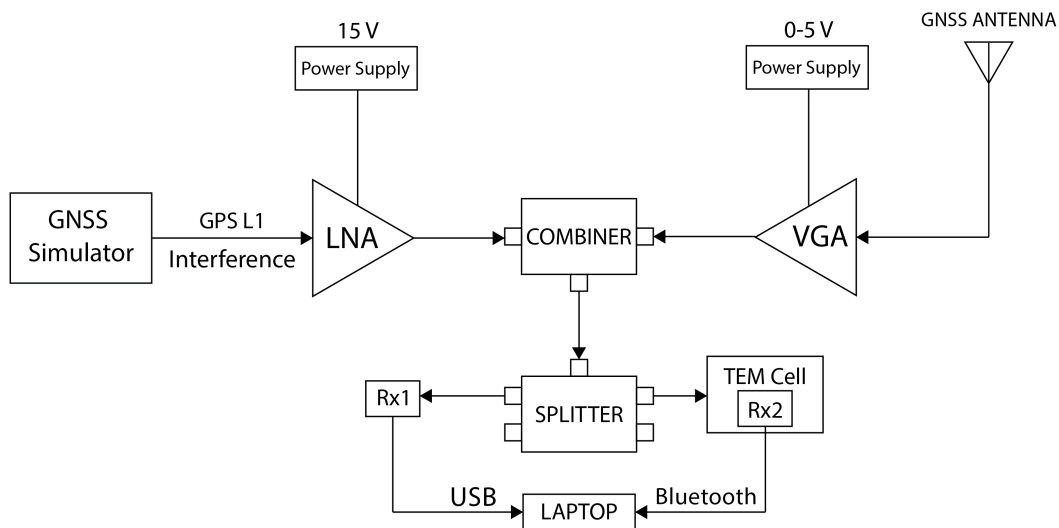 15 V
Power Supply
0-5 V
Power Supply
GNSS ANTENNA
GNSS
Simulator
GPS L1
Interference
LNA
COMBINER
VGA
Rx1
SPLITTER
TEM Cell
Rx2
USB
LAPTOP
Bluetooth